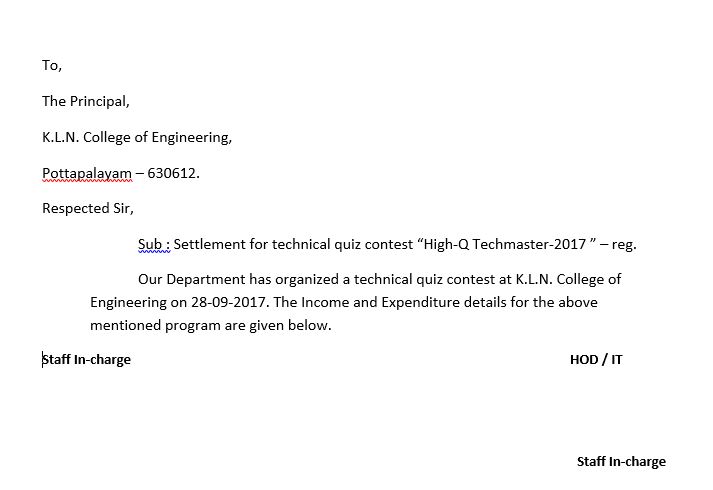 To,
The Principal,
K.L.N. College of Engineering,
Pottapalayam – 630612.
Respected Sir,
Sub : Settlement for technical quiz contest “High-Q Techmaster-2017 ” – reg.
Our Department has organized a technical quiz contest at K.L.N. College of
Engineering on 28-09-2017. The Income and Expenditure details for the above
mentioned program are given below.
Staff In-charge HOD / IT
Staff In-charge